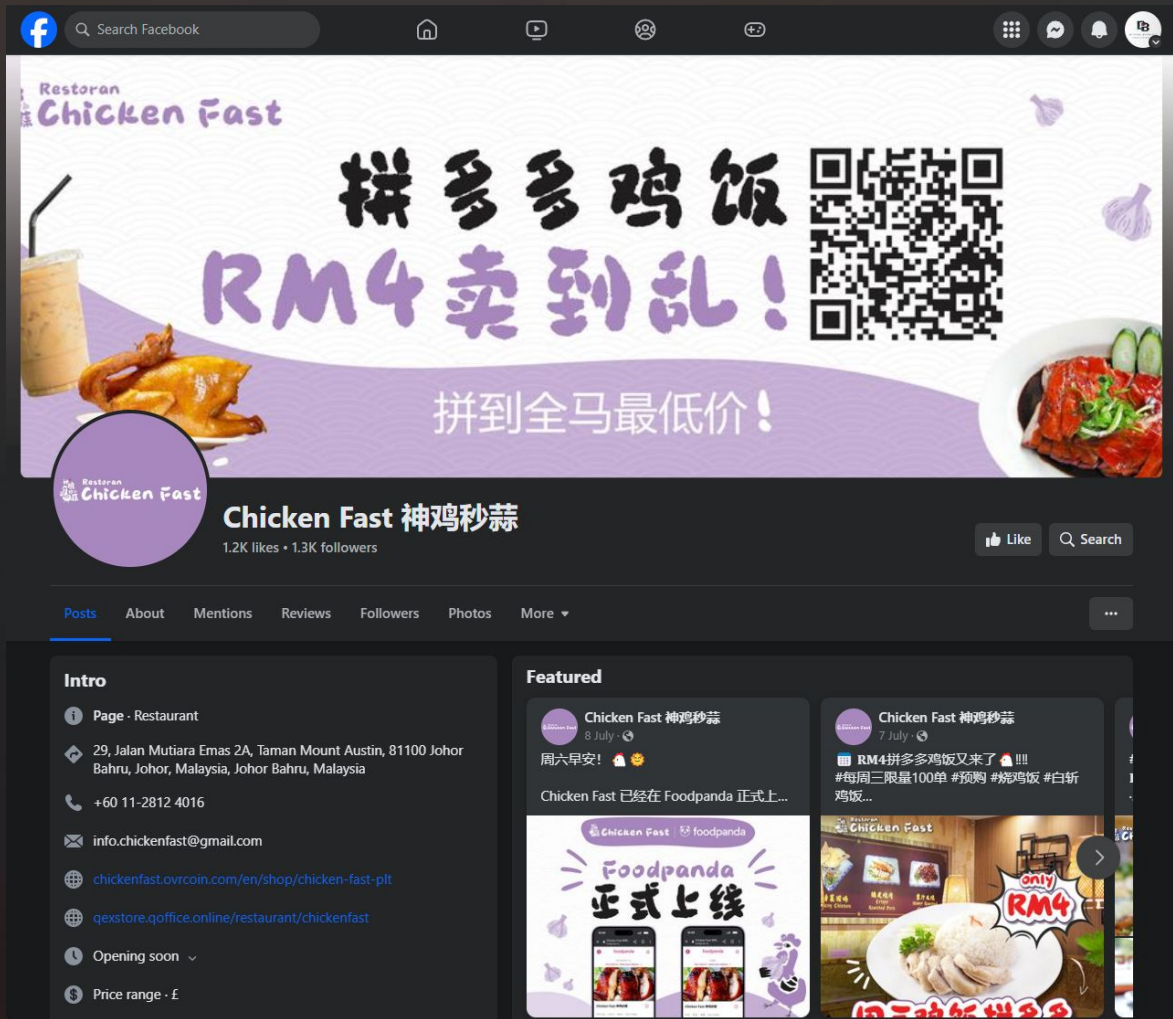 Search Facebook
Restoran
Chicken Fast
拼多多鸡饭
RM4卖到乱!
拼到全马最低价!
Restoran
Chicken Fast
Chicken Fast 神鸡秒蒜
1.2K likes • 1.3K followers
Like
Search
Posts
About
Mentions
Reviews
Followers
Photos
More
Intro
Page · Restaurant
29, Jalan Mutiara Emas 2A, Taman Mount Austin, 81100 Johor
Bahru, Johor, Malaysia, Johor Bahru, Malaysia
+60 11-2812 4016
info.chickenfast@gmail.com
chickenfast.ovrcoin.com/en/shop/chicken-fast-plt
qexstore.qoffice.online/restaurant/chickenfast
Opening soon
Price range · £
Featured
Chicken Fast 神鸡秒蒜
8 July
周六早安！
Chicken Fast 已经在 Foodpanda 正式上...
Chicken Fast
foodpanda
Foodpanda
正式上线
Chicken Fast 神鸡秒蒜
7 July
RM4拼多多鸡饭又来了 !!!!
#每周三限量100单 #预购 #烧鸡饭 #白斩
鸡饭...
Chicken Fast
only
RM4
周三鸡饭拼多多